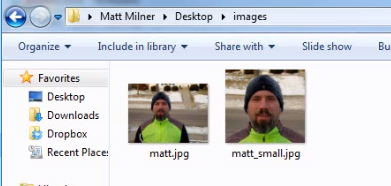 Matt Milner ▸ Desktop ▸ images
Organize Include in library Share with Slide show
Favorites
Desktop
Downloads
Dropbox
Recent Places
matt.jpg matt_small.jpg